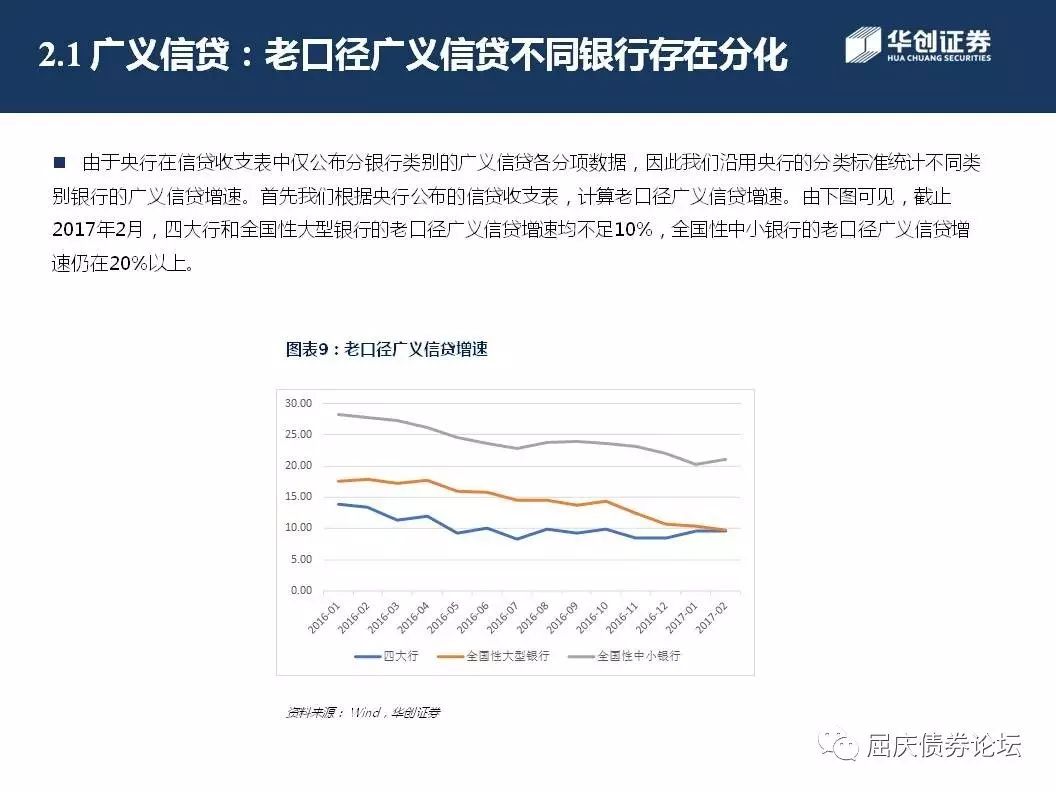 2.1 广义信贷：老口径广义信贷不同银行存在分化
华创证券
HUA CHUANG SECURITIES
■ 由于央行在信贷收支表中仅公布分银行类别的广义信贷各分项数据，因此我们沿用央行的分类标准统计不同类
别银行的广义信贷增速。首先我们根据央行公布的信贷收支表，计算老口径广义信贷增速。由下图可见，截止
2017年2月，四大行和全国性大型银行的老口径广义信贷增速均不足10%，全国性中小银行的老口径广义信贷增
速仍在20%以上。
图表9：老口径广义信贷增速
30.00
25.00
20.00
15.00
10.00
5.00
0.00
2016-01 2016-02 2016-03 2016-04 2016-05 2016-06 2016-07 2016-08 2016-09 2016-10 2016-11 2016-12 2017-01 2017-02
四大行 全国性大型银行 全国性中小银行
资料来源：Wind，华创证券
屈庆债券论坛